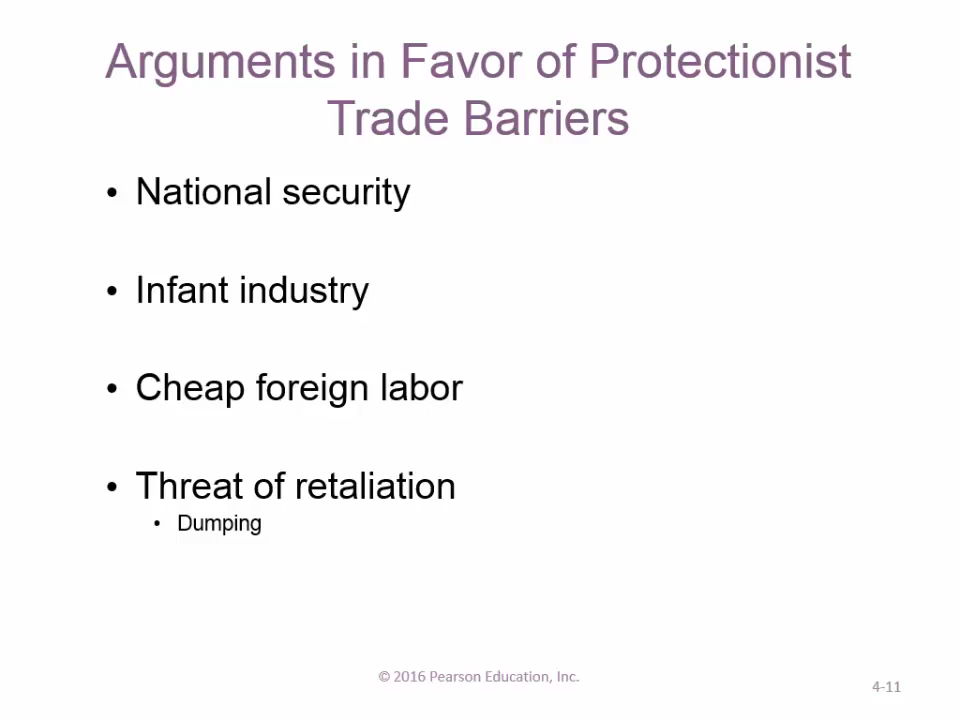 Arguments in Favor of Protectionist
Trade Barriers
• National security
• Infant industry
• Cheap foreign labor
• Threat of retaliation
• Dumping
© 2016 Pearson Education, Inc.
4-11